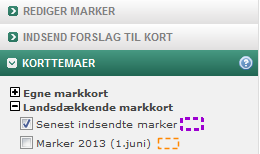 REDIGER MARKER
INDSEND FORSLAG TIL KORT
KORTTEMAER ?
Egne markkort
Landsdækkende markkort
Senest indsendte marker
Marker 2013 (1.juni)